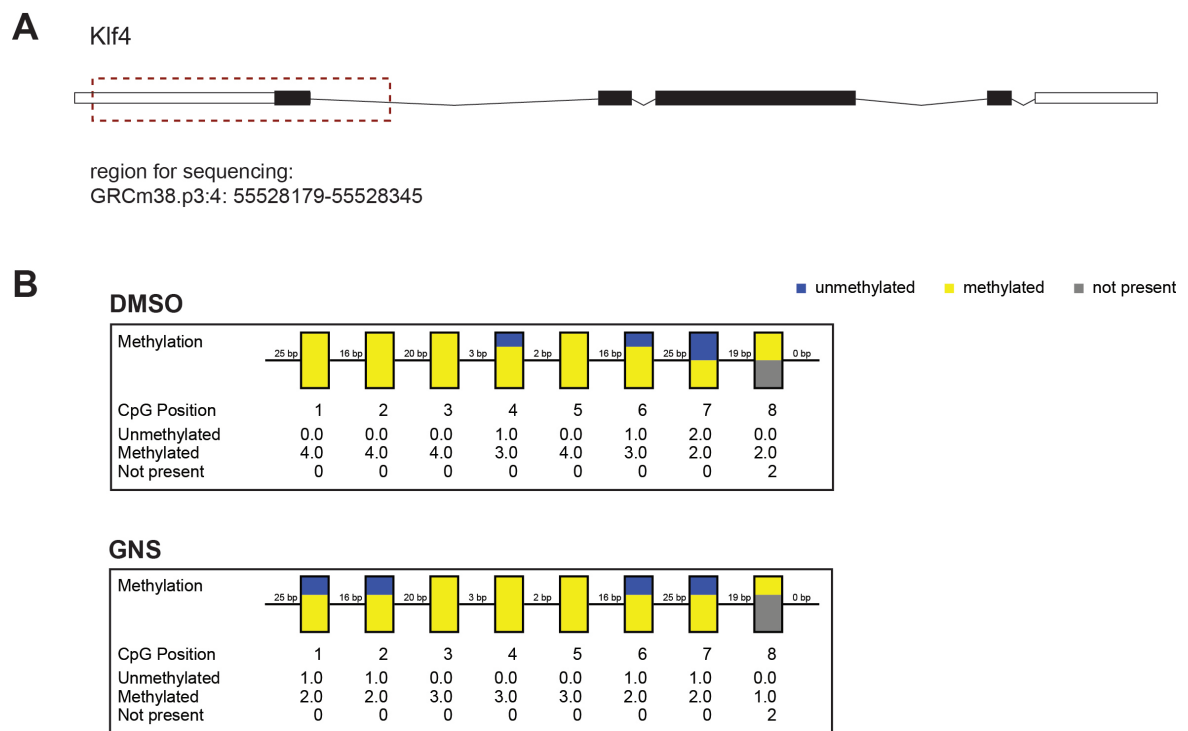 A
Klf4
region for sequencing:
GRCm38.p3:4: 55528179-55528345
B
unmethylated methylated not present
DMSO
Methylation
25 bp 16 bp 20 bp 3 bp 2 bp 16 bp 25 bp 19 bp 0 bp
CpG Position 1 2 3 4 5 6 7 8
Unmethylated 0.0 0.0 0.0 1.0 0.0 1.0 2.0 0.0
Methylated 4.0 4.0 4.0 3.0 4.0 3.0 2.0 2.0
Not present 0 0 0 0 0 0 0 2
GNS
Methylation
25 bp 16 bp 20 bp 3 bp 2 bp 16 bp 25 bp 19 bp 0 bp
CpG Position 1 2 3 4 5 6 7 8
Unmethylated 1.0 1.0 0.0 0.0 0.0 1.0 1.0 0.0
Methylated 2.0 2.0 3.0 3.0 3.0 2.0 2.0 1.0
Not present 0 0 0 0 0 0 0 2